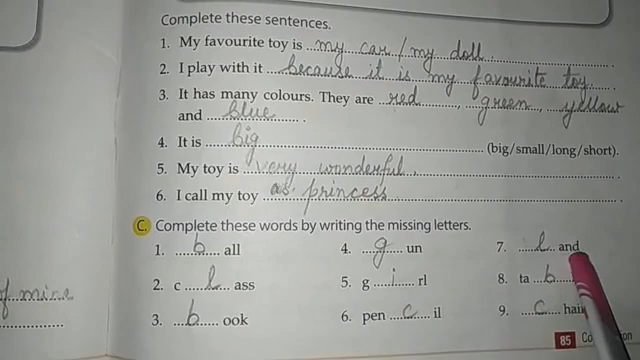 Complete these sentences.
1. My favourite toy is my car / my doll
2. I play with it because it is my favourite toy
3. It has many colours. They are red, green, yellow
and blue.
4. It is big (big/small/long/short).
5. My toy is very wonderful.
6. I call my toy as princess
C. Complete these words by writing the missing letters.
1. b all 4. g un 7. l and
2. c l ass 5. g i rl 8. ta b
3. b ook 6. pen c il 9. c hair
of mine
85